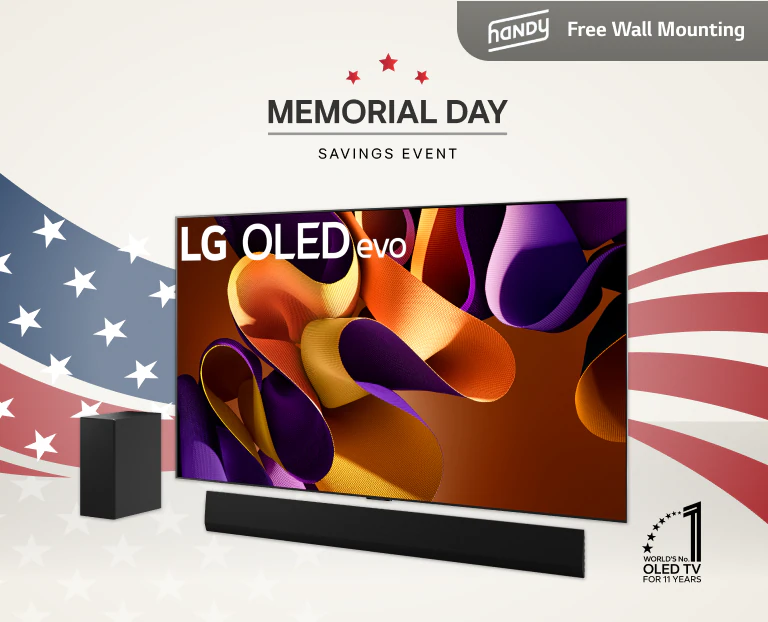 HANDY Free Wall Mounting
MEMORIAL DAY
SAVINGS EVENT
LG OLED evo
1
WORLD'S No.
OLED TV
FOR 11 YEARS